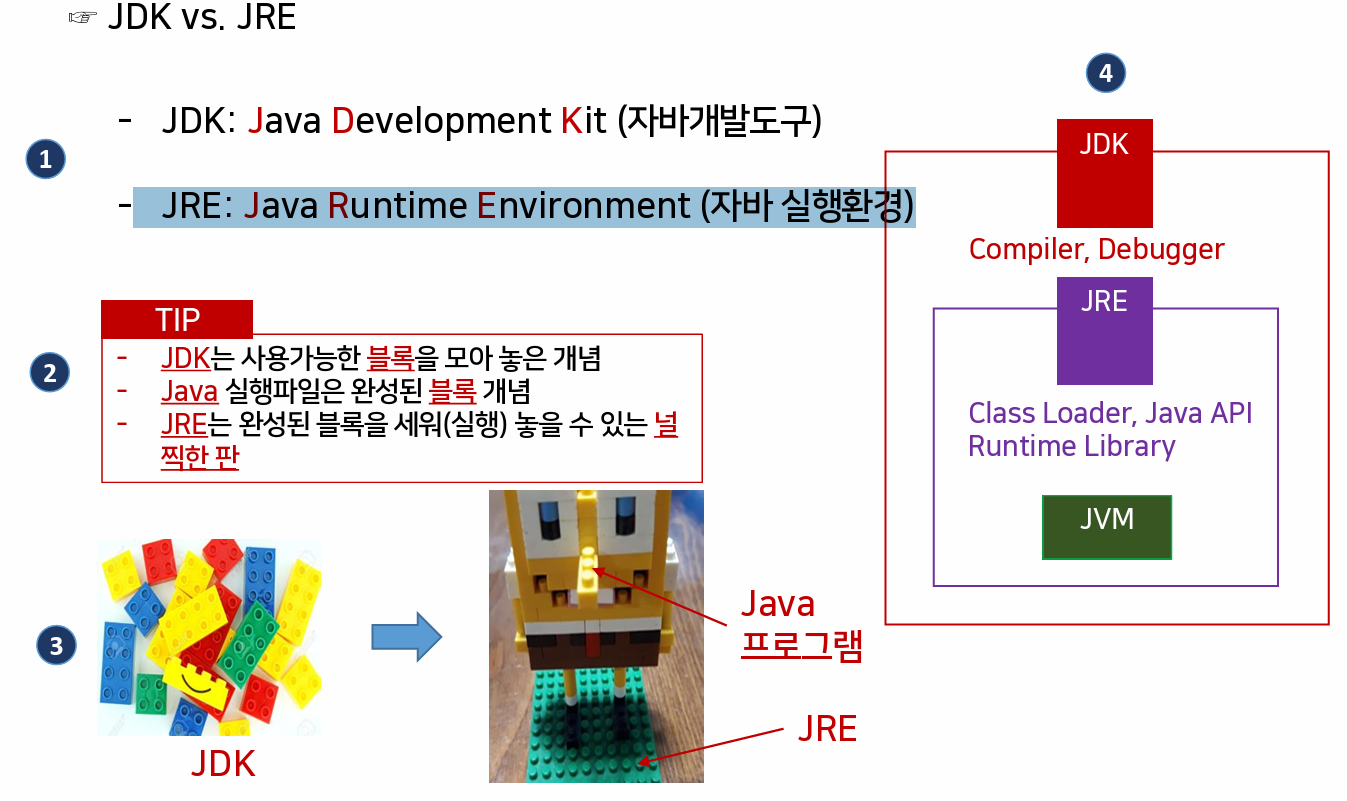 ☞ JDK vs. JRE
1
- JDK: Java Development Kit (자바개발도구)
- JRE: Java Runtime Environment (자바 실행환경)
2
TIP
- JDK는 사용가능한 블록을 모아 놓은 개념
- Java 실행파일은 완성된 블록 개념
- JRE는 완성된 블록을 세워(실행) 놓을 수 있는 널
찍한 판
3
JDK
Java
프로그램
JRE
4
JDK
Compiler, Debugger
JRE
Class Loader, Java API
Runtime Library
JVM